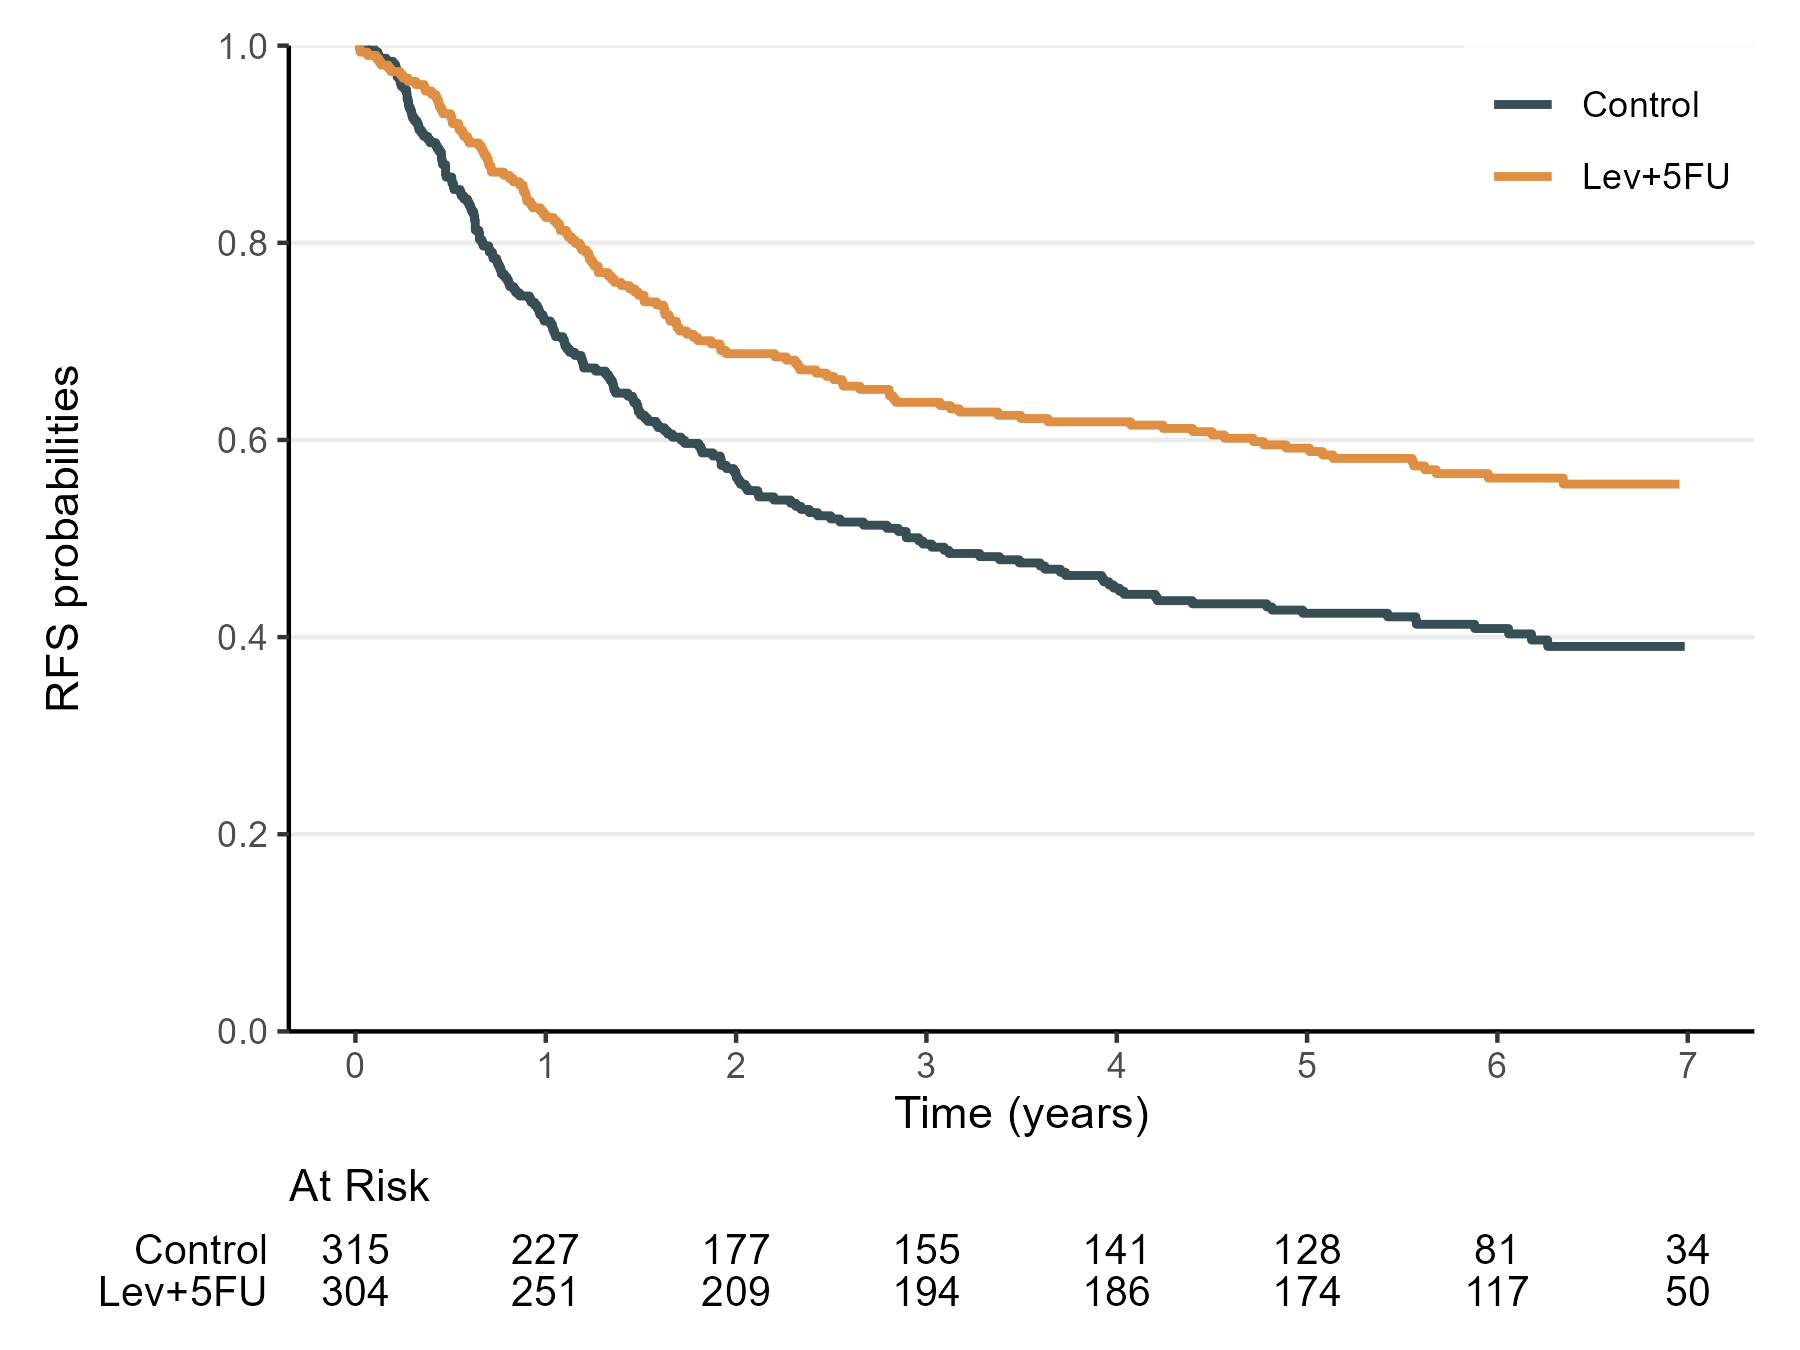 1.0
0.8
0.6
0.4
0.2
0.0
RFS probabilities
Control
Lev+5FU
0 1 2 3 4 5 6 7
Time (years)
At Risk
Control 315 227 177 155 141 128 81 34
Lev+5FU 304 251 209 194 186 174 117 50